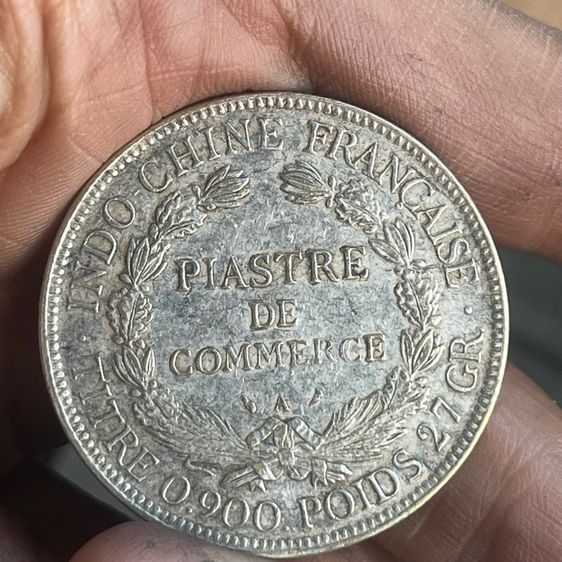 INDO-CHINE FRANÇAISE
PIASTRE
DE
COMMERCE
A
TITRE 0,900. POIDS 27 GR.